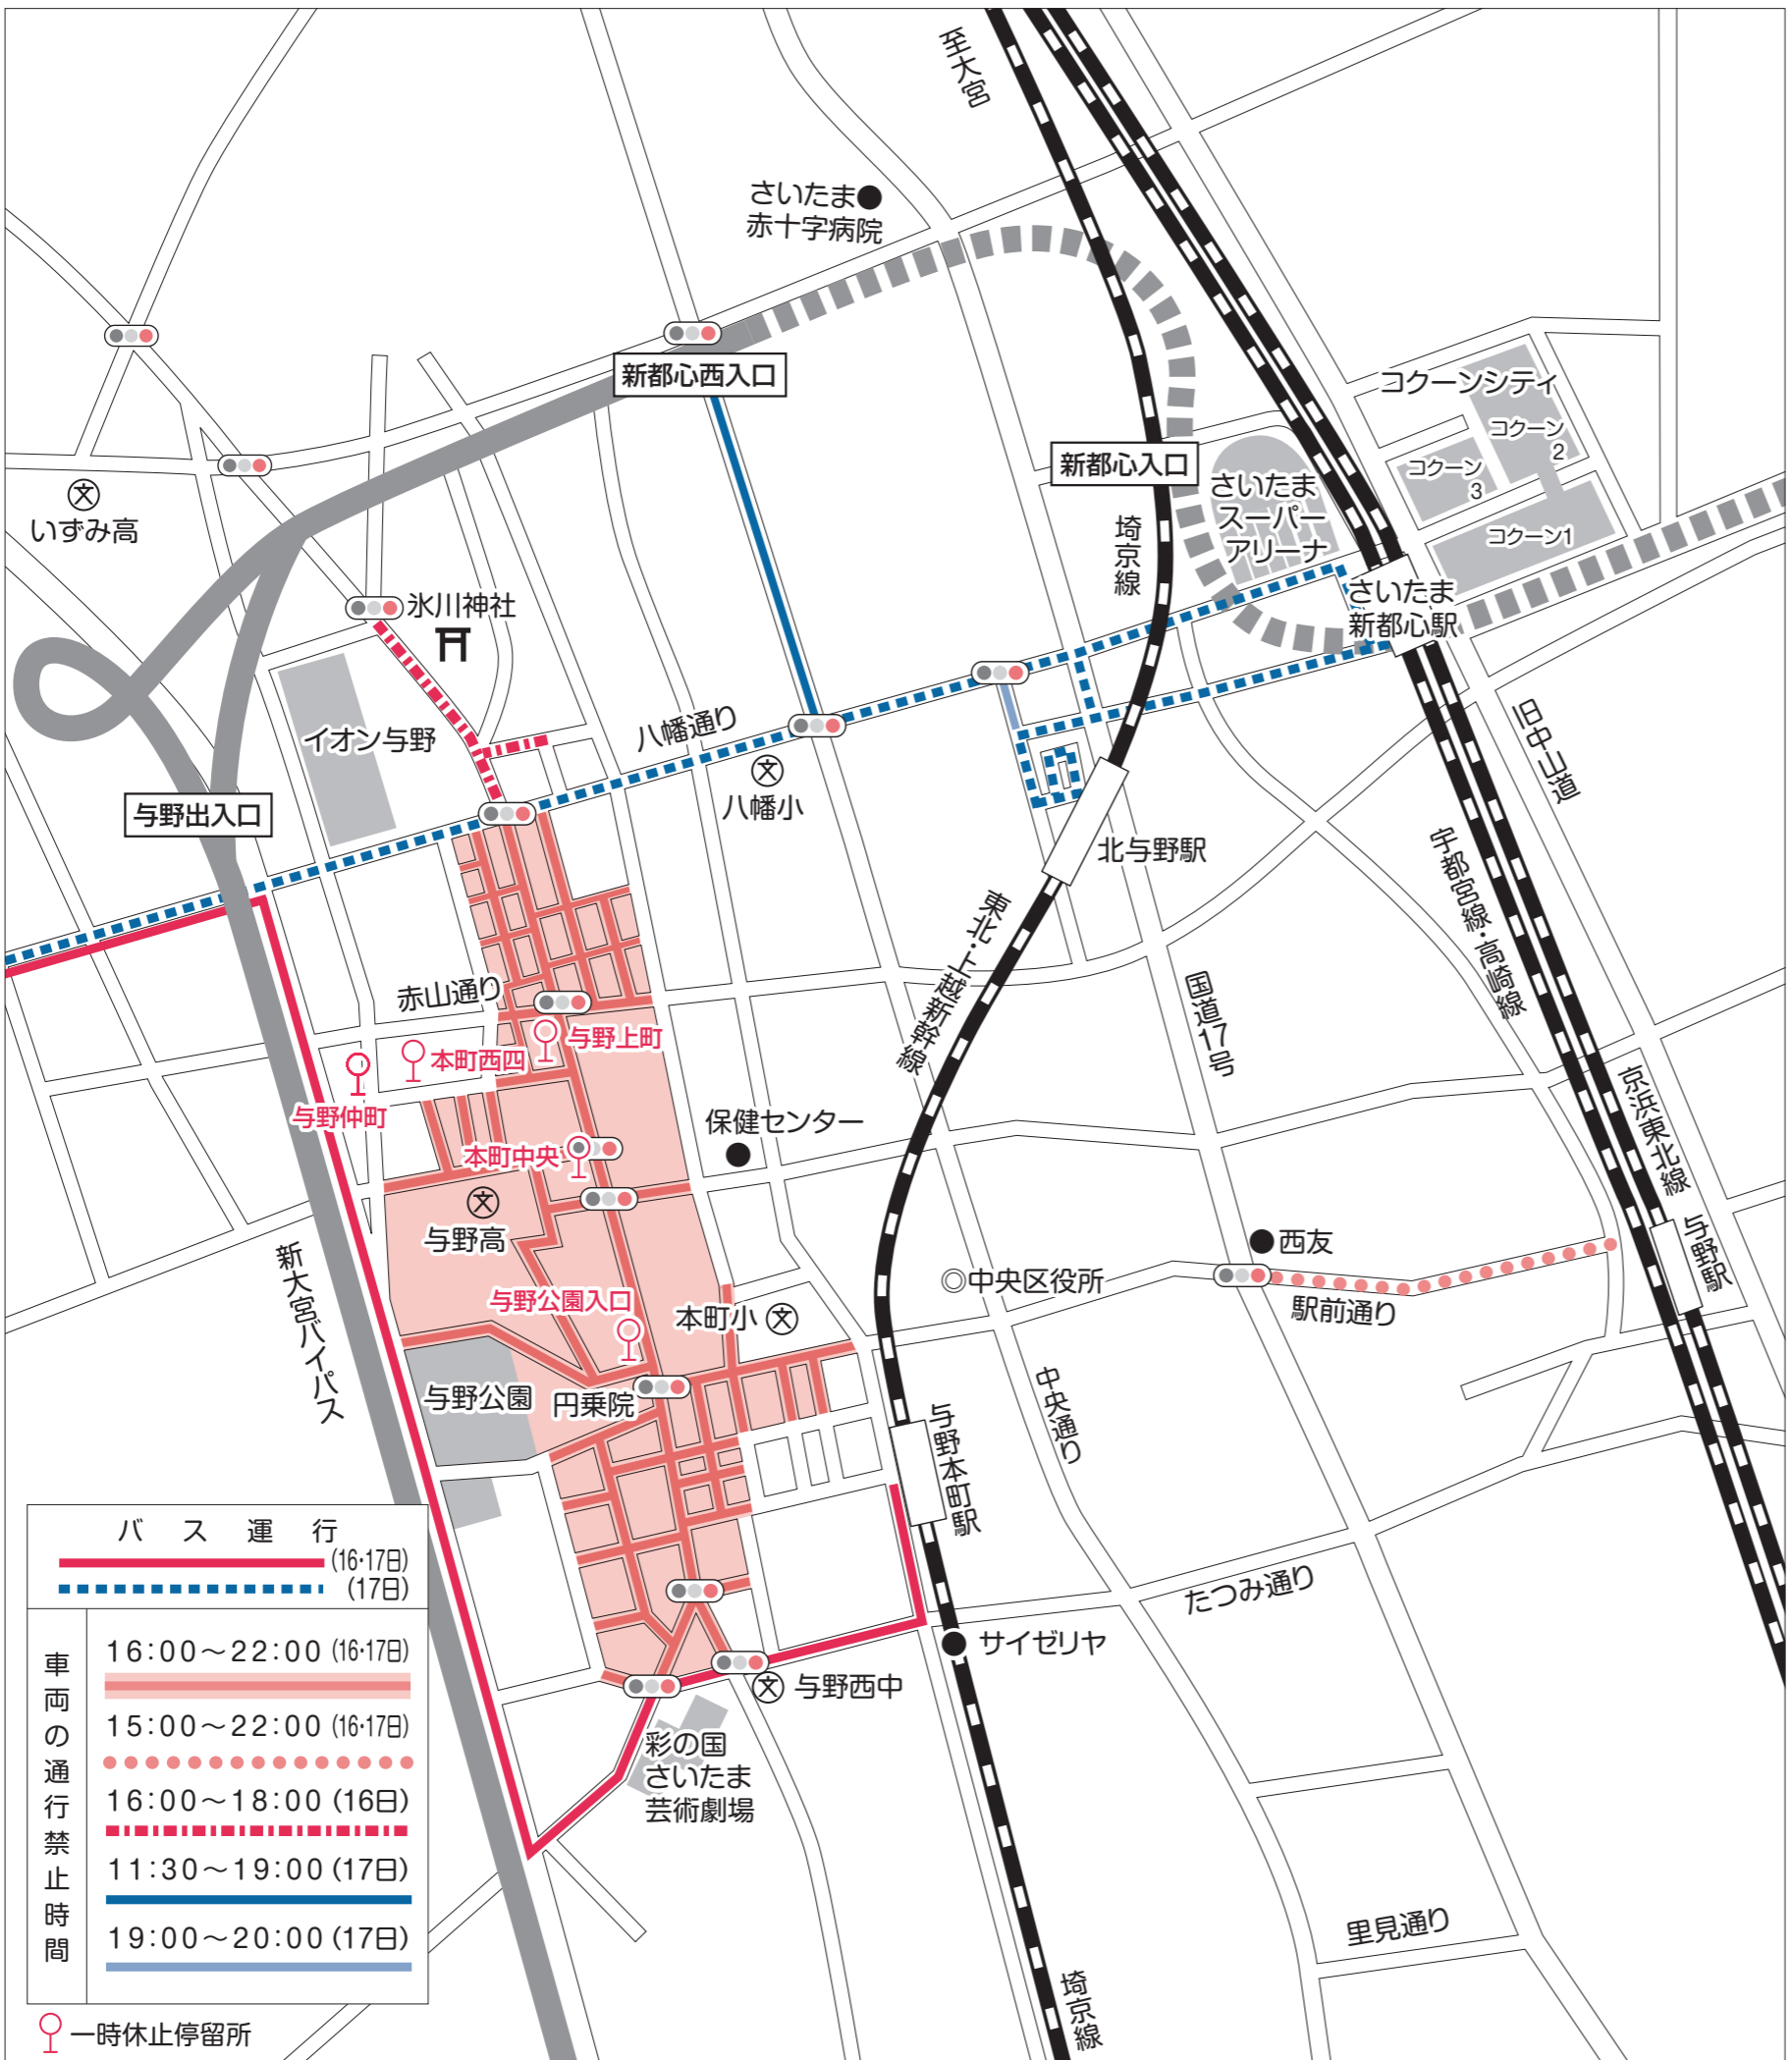 至大宮
さいたま
赤十字病院
新都心西入口
コクーンシティ
コクーン
2
コクーン
3
コクーン1
新都心入口
さいたま
スーパー
アリーナ
埼京線
いずみ高
文
氷川神社
さいたま
新都心駅
イオン与野
八幡通り
文
八幡小
旧中山道
与野出入口
北与野駅
宇都宮線・高崎線
東北・上越新幹線
赤山通り
国道17号
与野上町
本町西四
与野仲町
京浜東北線
保健センター
本町中央
文
与野高
与野駅
西友
新大宮バイパス
◎中央区役所
与野公園入口
駅前通り
本町小
文
中央通り
与野公園
円乗院
与野本町駅
たつみ通り
サイゼリヤ
文
与野西中
彩の国
さいたま
芸術劇場
里見通り
埼京線
バス運行
(16・17日)
(17日)
車両の通行禁止時間
16:00〜22:00 (16・17日)
15:00〜22:00 (16・17日)
16:00〜18:00 (16日)
11:30〜19:00 (17日)
19:00〜20:00 (17日)
一時休止停留所